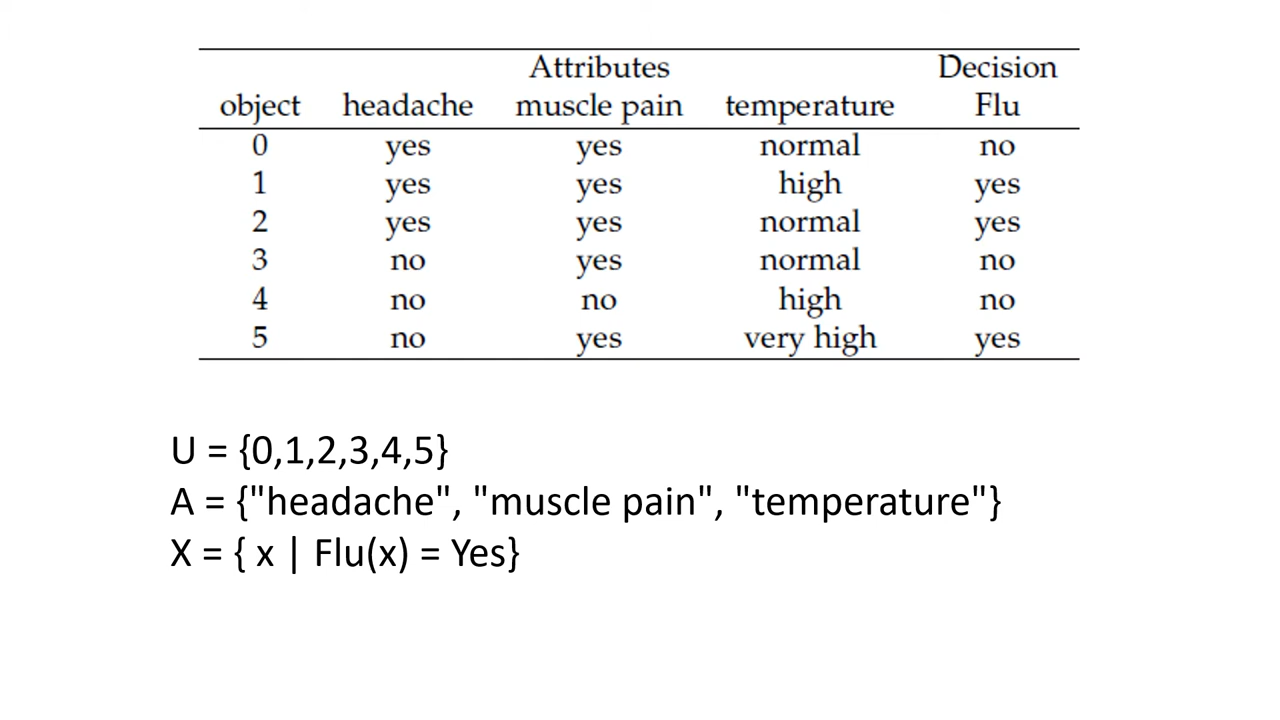 Attributes Decision
object headache muscle pain temperature Flu
0 yes yes normal no
1 yes yes high yes
2 yes yes normal yes
3 no yes normal no
4 no no high no
5 no yes very high yes
U = {0,1,2,3,4,5}
A = {"headache", "muscle pain", "temperature"}
X = { x | Flu(x) = Yes}